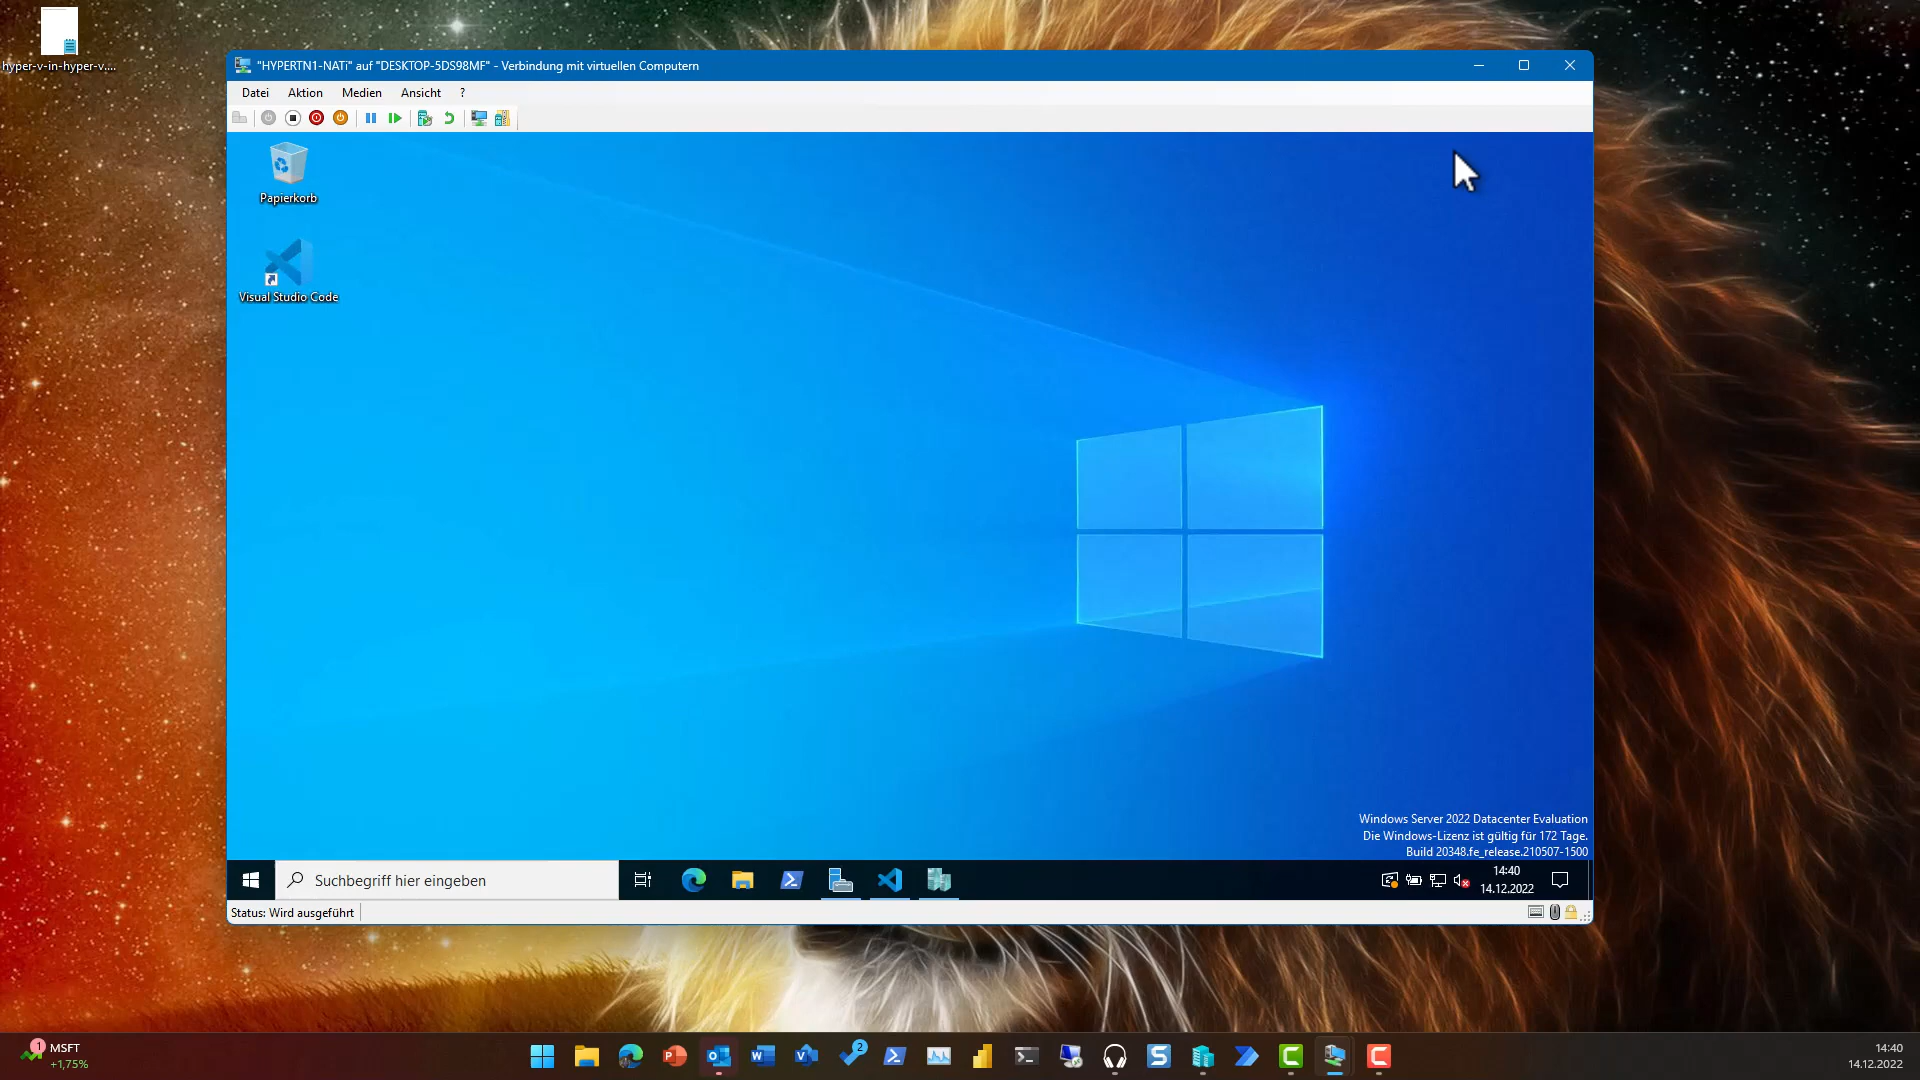 hyper-v-in-hyper-v....
"HYPERTN1-NATi" auf "DESKTOP-5DS98MF" - Verbindung mit virtuellen Computern
Datei Aktion Medien Ansicht ?
Papierkorb
Visual Studio Code
Windows Server 2022 Datacenter Evaluation
Die Windows-Lizenz ist gültig für 172 Tage.
Build 20348.fe_release.210507-1500
Suchbegriff hier eingeben
14:40
14.12.2022
Status: Wird ausgeführt
1
MSFT
+1,75%
2
14:40
14.12.2022